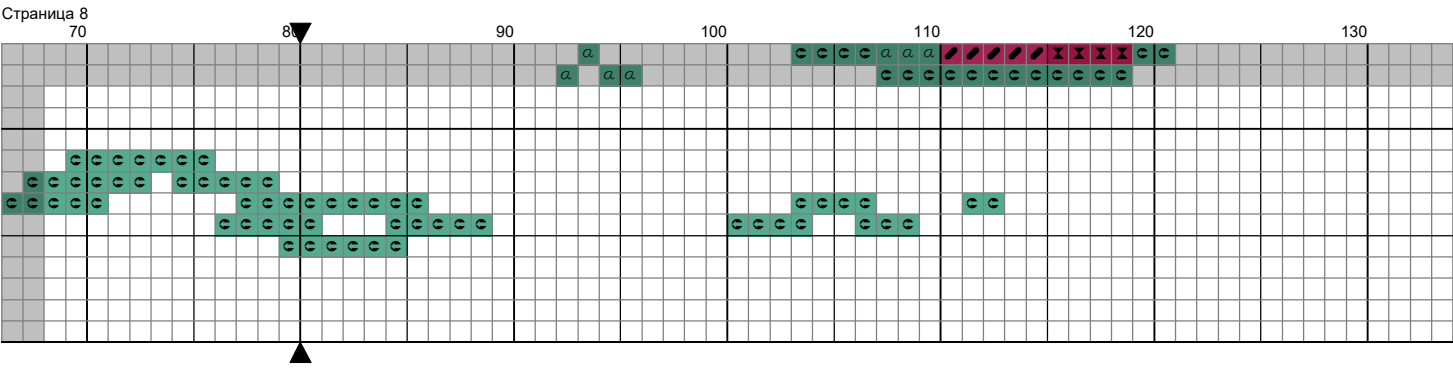 Страница 8
70 80 90 100 110 120 130
a c c c c a a a c c
a a a c c c c c c c c c c c c
c c c c c c c
c c c c c c c c c c c
c c c c c c c c c c c c c c c c c c c c
c c c c c c c c c c c c c c c c c
c c c c c c